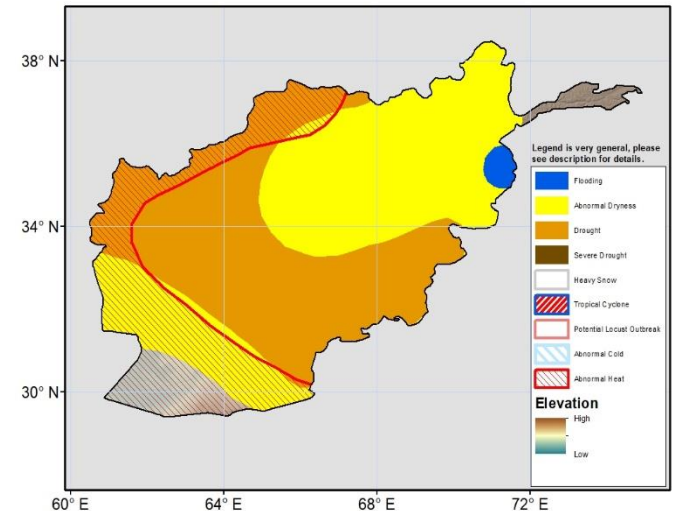 38° N
34° N
30° N
60° E
64° E
68° E
72° E
Legend is very general, please
see description for details.
Flooding
Abnormal Dryness
Drought
Severe Drought
Heavy Snow
Tropical Cyclone
Potential Locust Outbreak
Abnormal Cold
Abnormal Heat
Elevation
High
Low